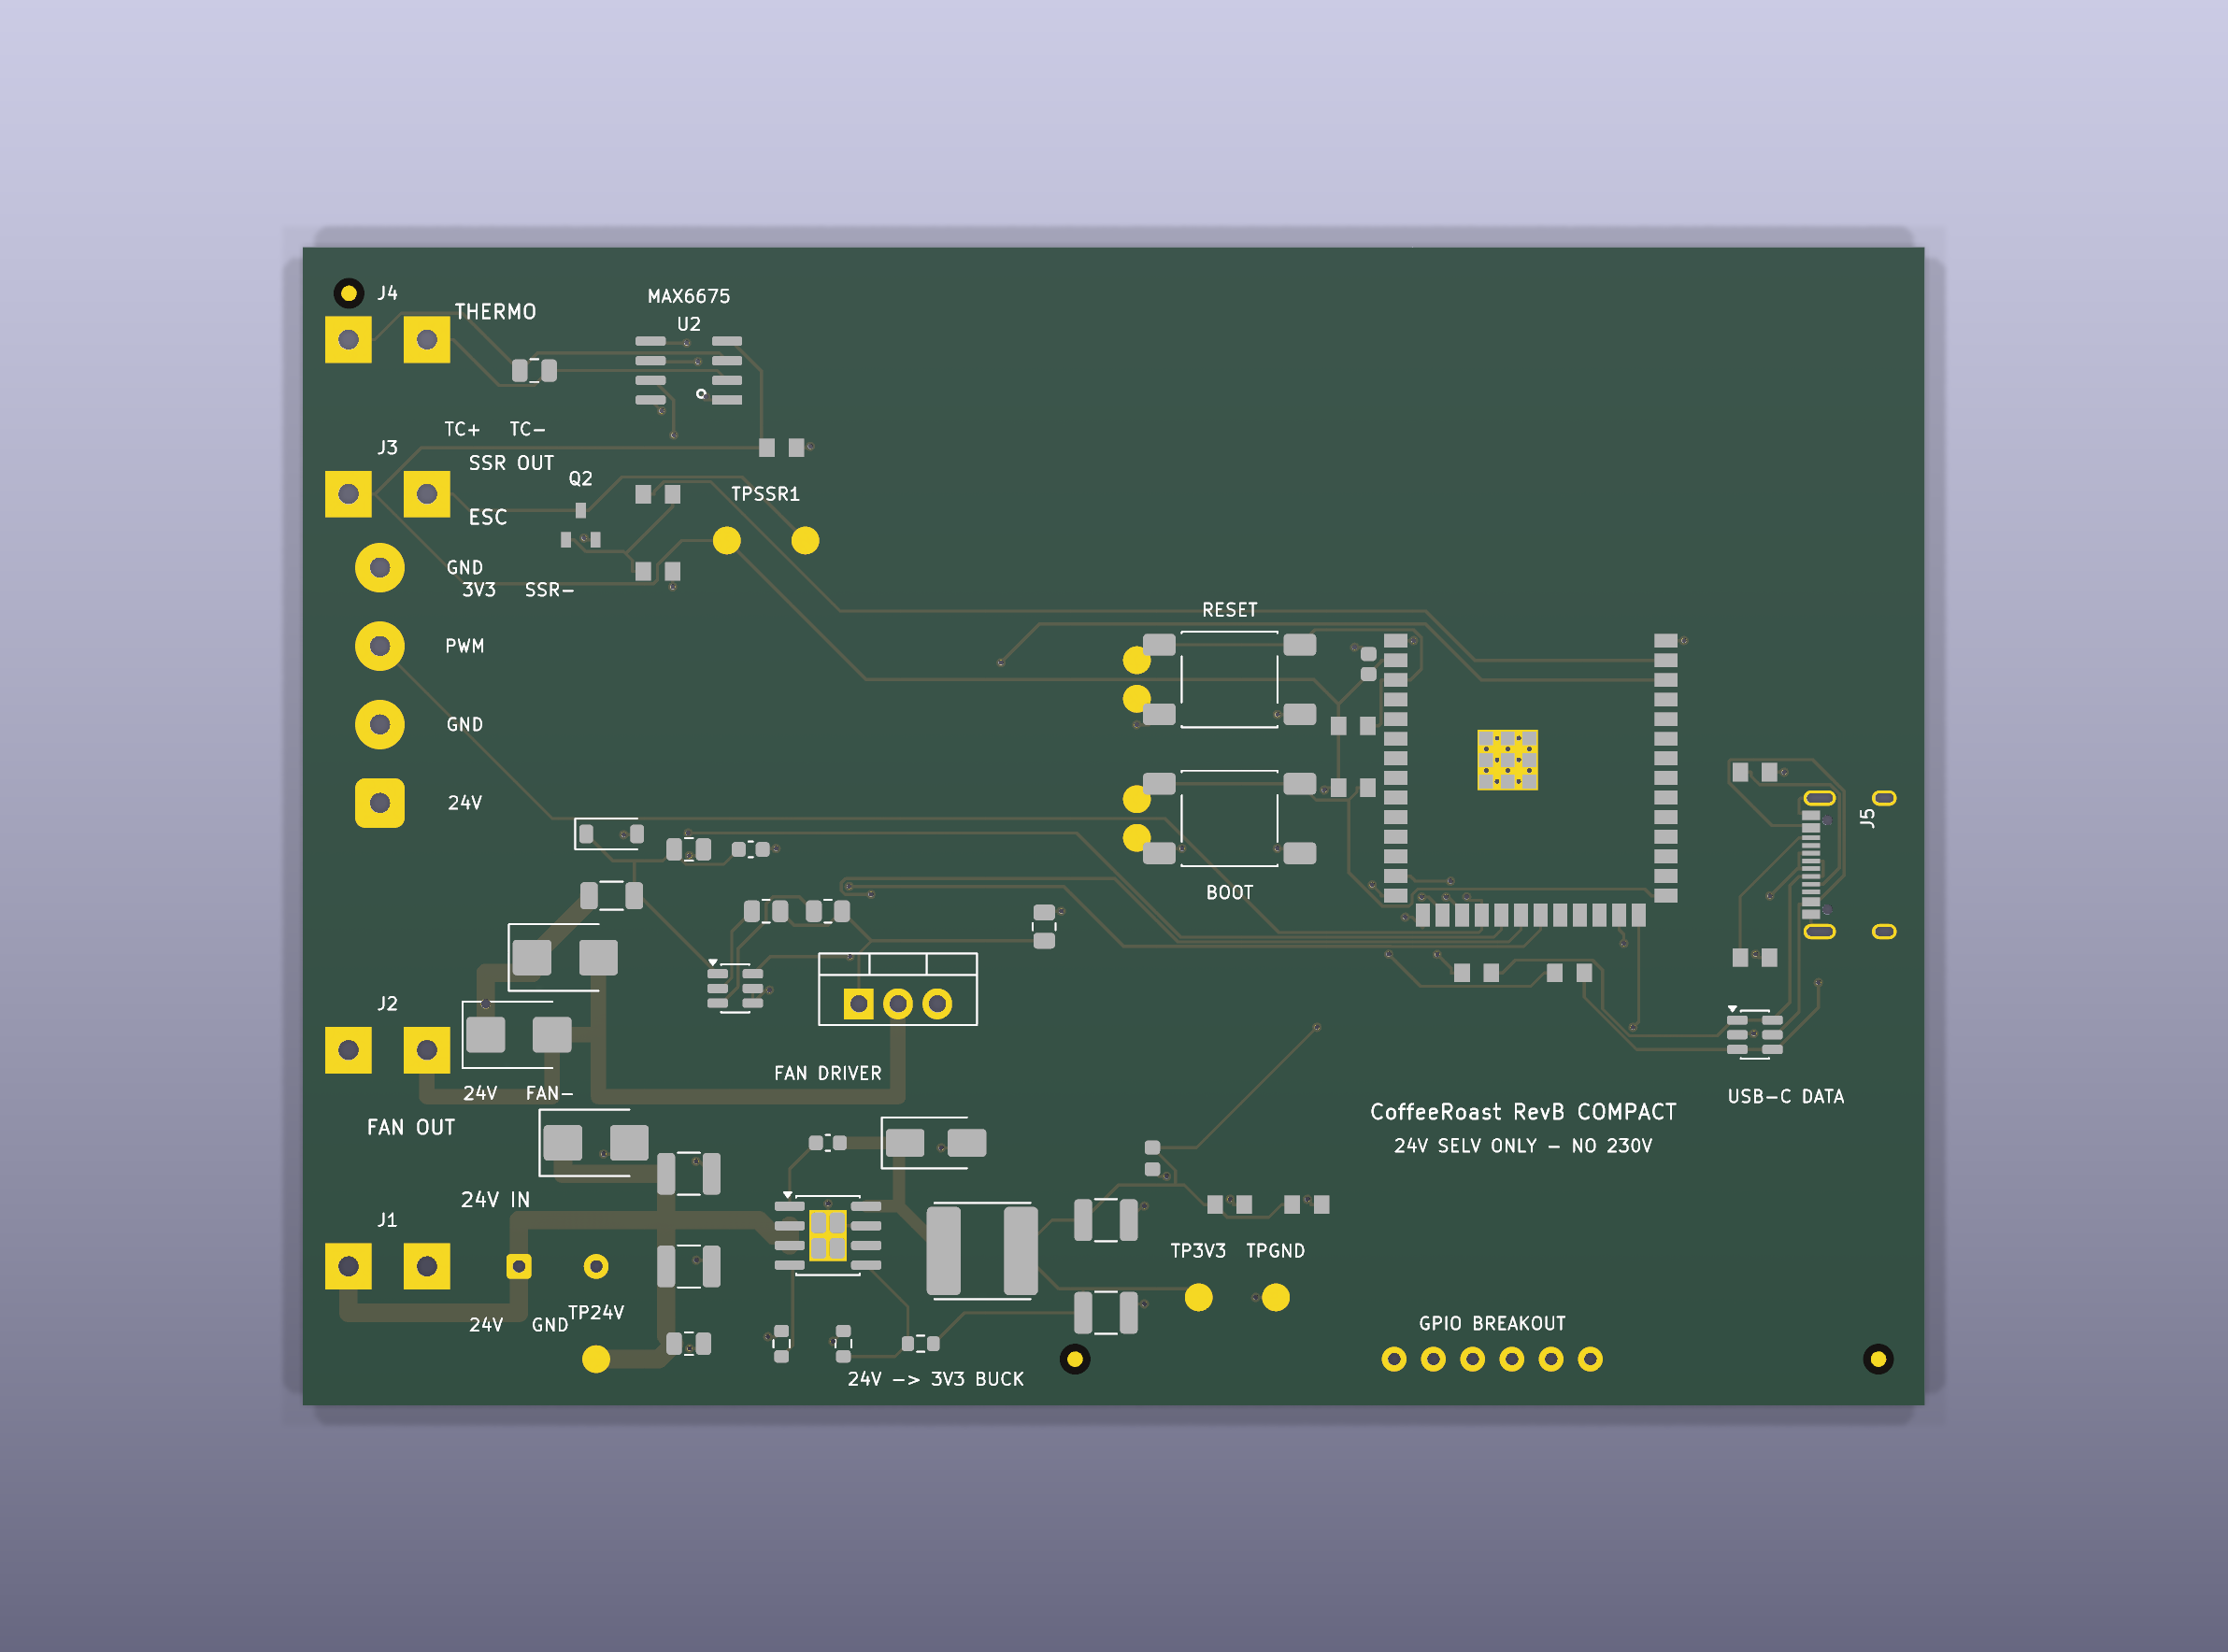 J4
THERMO
MAX6675
U2
TC+ TC-
J3
SSR OUT
Q2
TPSSR1
ESC
GND
3V3 SSR-
PWM
GND
24V
RESET
BOOT
J5
J2
24V FAN-
FAN OUT
FAN DRIVER
USB-C DATA
CoffeeRoast RevB COMPACT
24V SELV ONLY - NO 230V
24V IN
J1
TP3V3 TPGND
TP24V
24V GND
GPIO BREAKOUT
24V -> 3V3 BUCK